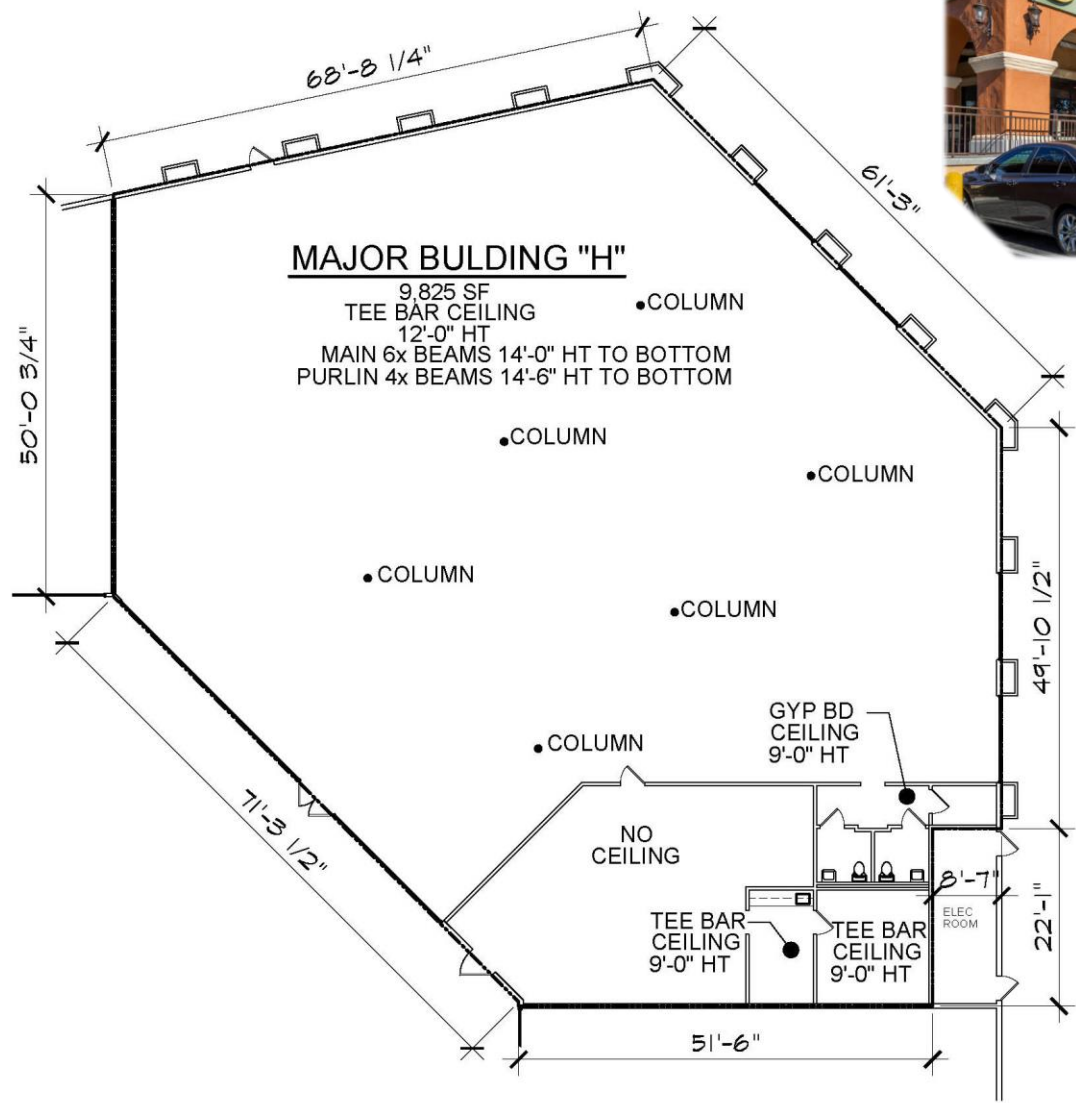 68'-8 1/4"
61'-3"
50'-0 3/4"
MAJOR BULDING "H"
9,825 SF
TEE BAR CEILING
12'-0" HT
MAIN 6x BEAMS 14'-0" HT TO BOTTOM
PURLIN 4x BEAMS 14'-6" HT TO BOTTOM
COLUMN
COLUMN
COLUMN
COLUMN
COLUMN
COLUMN
49'-10 1/2"
71'-3 1/2"
GYP BD
CEILING
9'-0" HT
NO
CEILING
8'-7"
ELEC
ROOM
22'-1"
TEE BAR
CEILING
9'-0" HT
TEE BAR
CEILING
9'-0" HT
51'-6"